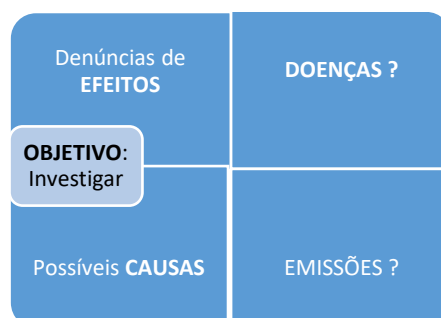 Denúncias de
EFEITOS
DOENÇAS ?
OBJETIVO:
Investigar
Possíveis CAUSAS
EMISSÕES ?